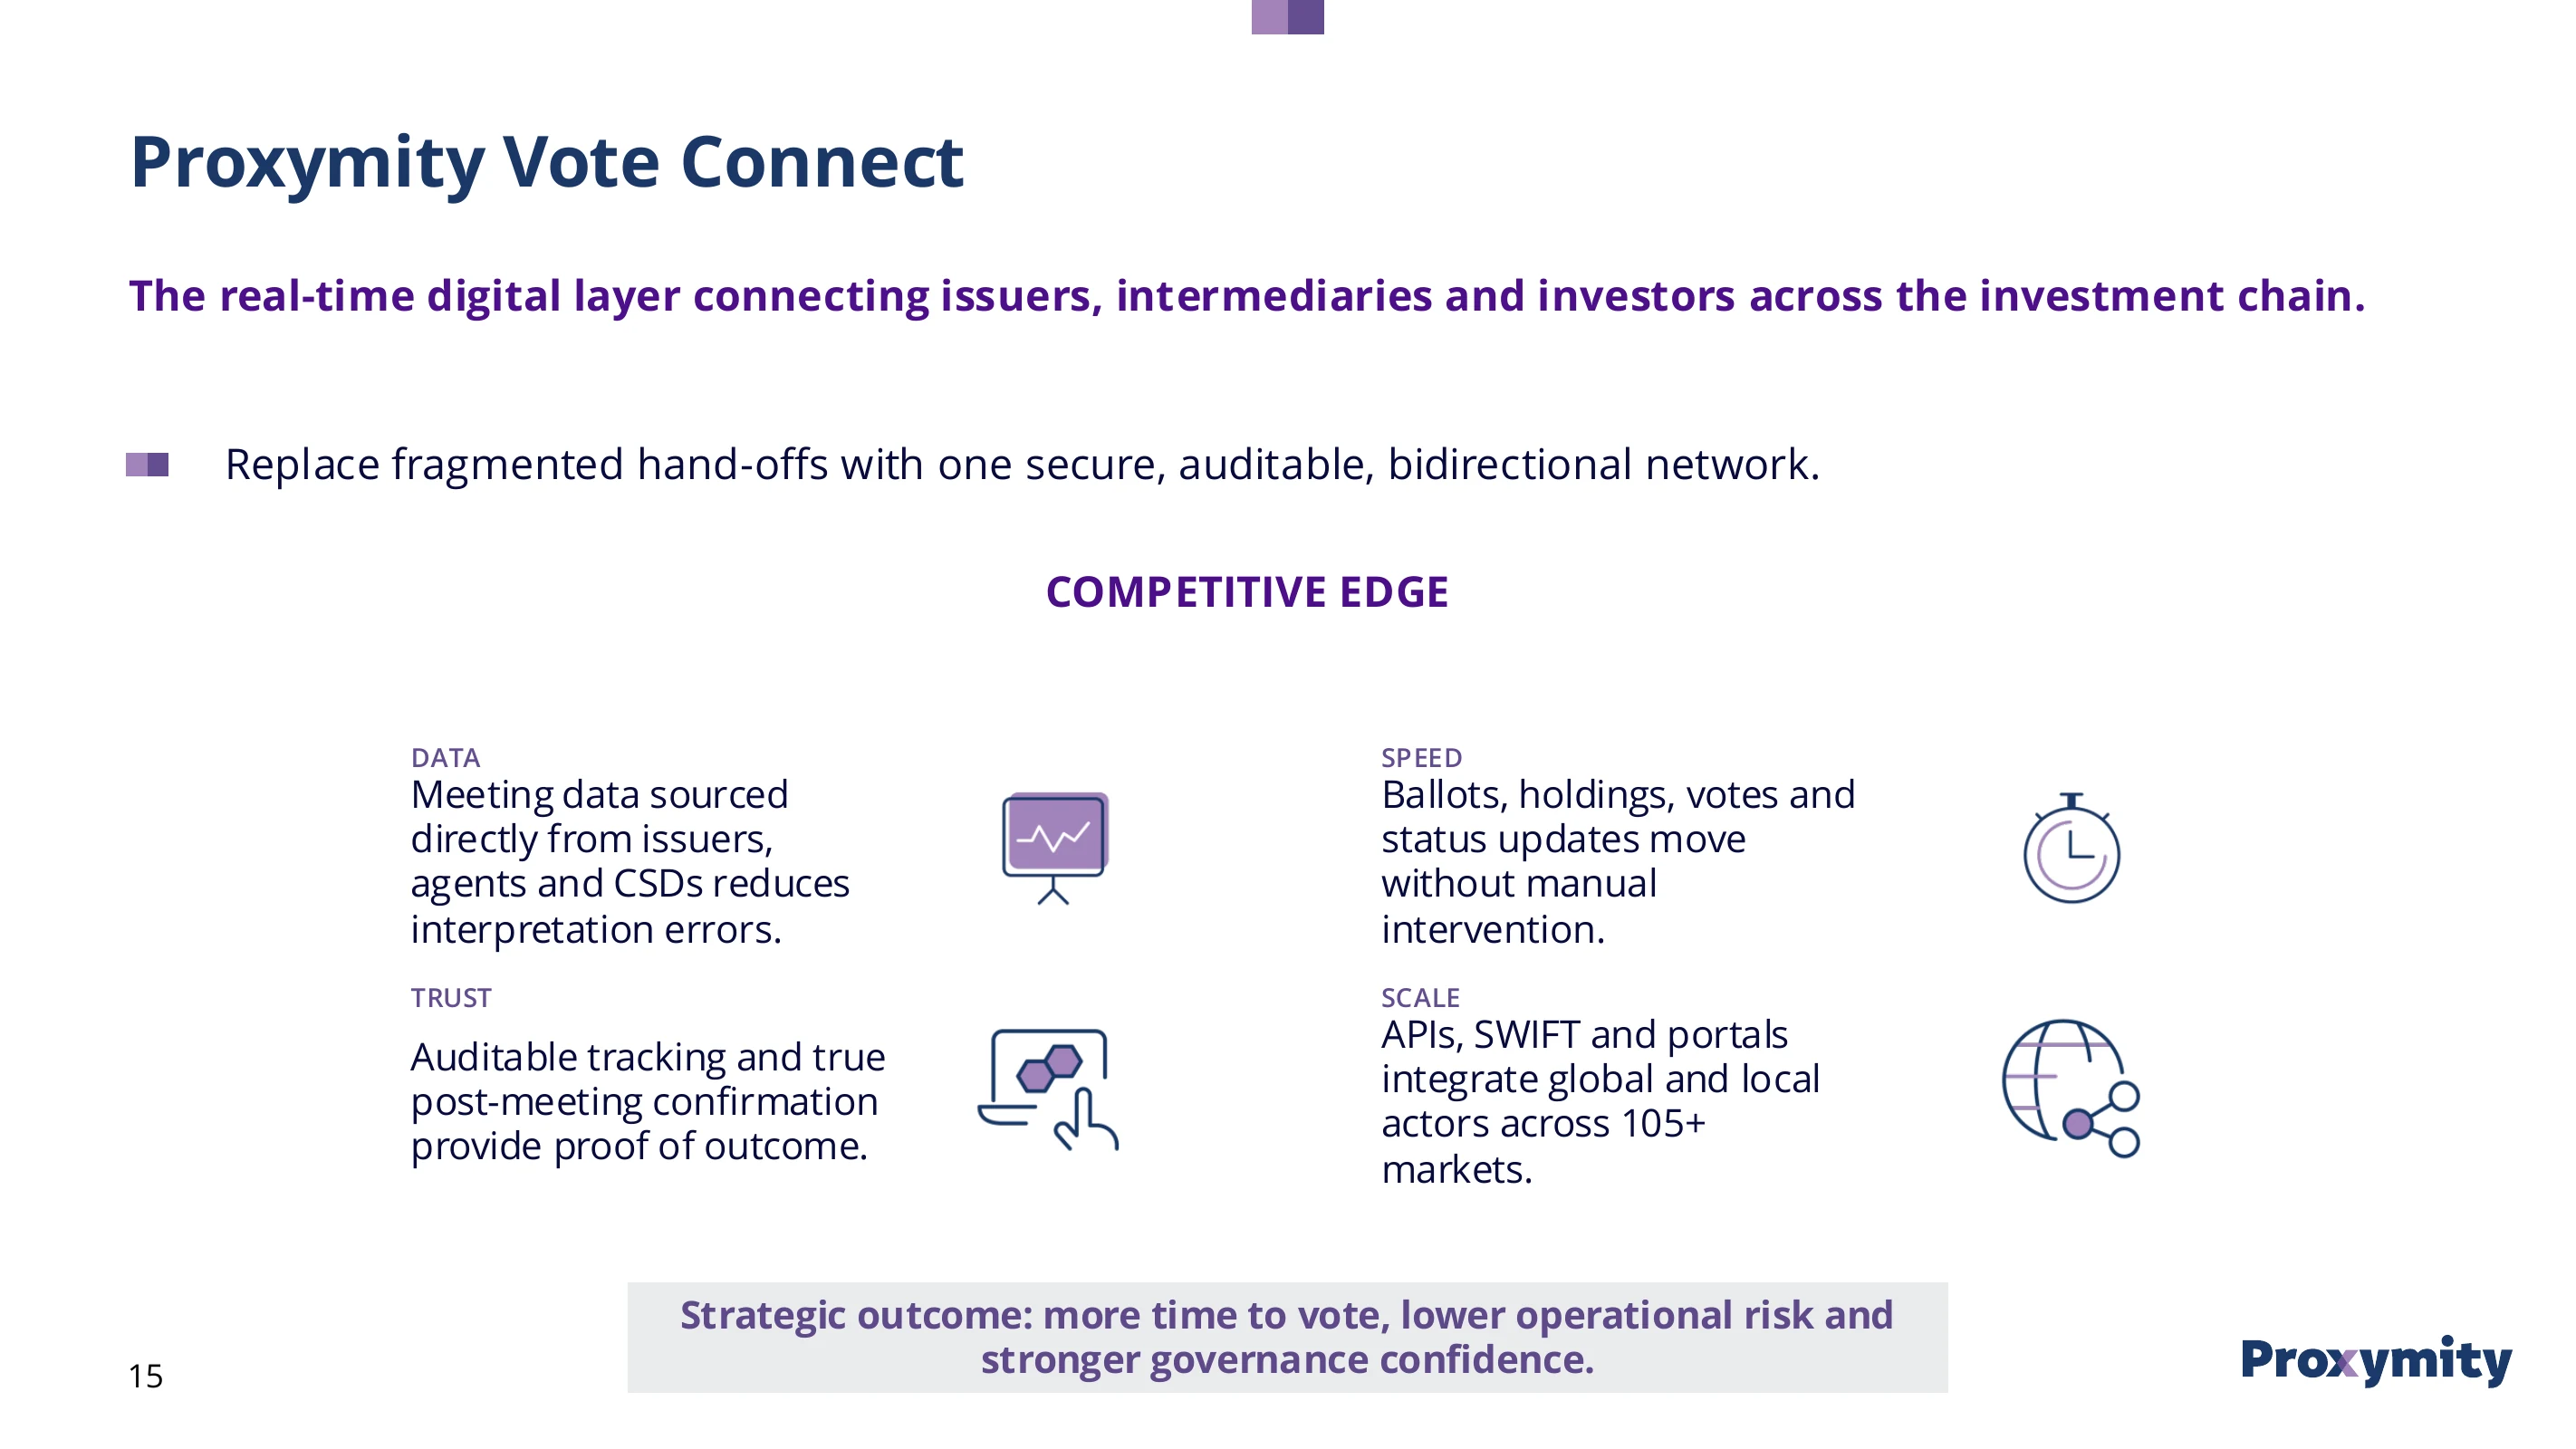 Proxymity Vote Connect
The real-time digital layer connecting issuers, intermediaries and investors across the investment chain.
Replace fragmented hand-offs with one secure, auditable, bidirectional network.
COMPETITIVE EDGE
DATA
Meeting data sourced
directly from issuers,
agents and CSDs reduces
interpretation errors.
SPEED
Ballots, holdings, votes and
status updates move
without manual
intervention.
TRUST
Auditable tracking and true
post-meeting confirmation
provide proof of outcome.
SCALE
APIs, SWIFT and portals
integrate global and local
actors across 105+
markets.
Strategic outcome: more time to vote, lower operational risk and
stronger governance confidence.
15
Proxymity